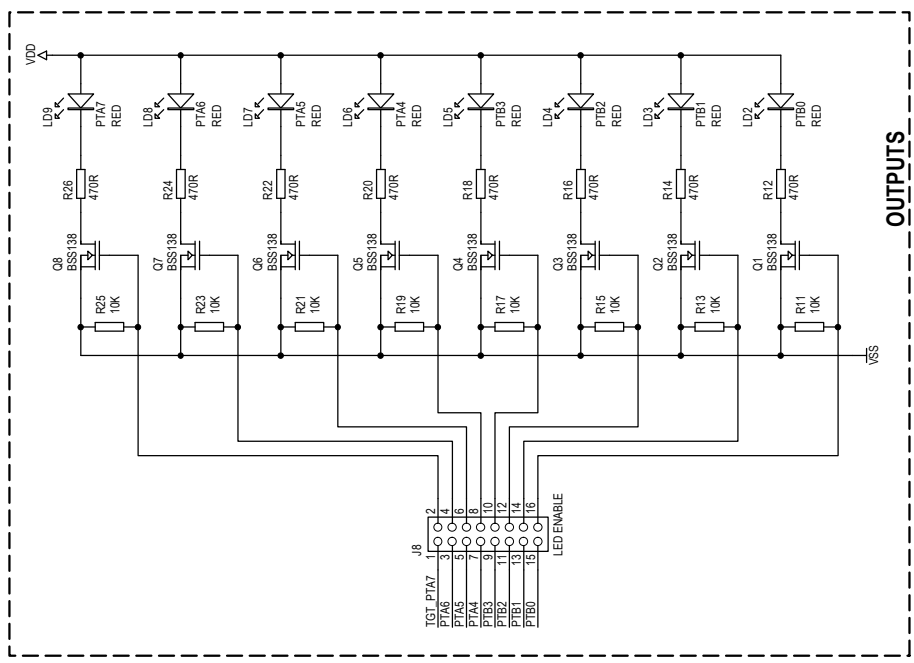 VDD
LD9
PTA7
RED
LD8
PTA6
RED
LD7
PTA5
RED
LD6
PTA4
RED
LD5
PTB3
RED
LD4
PTB2
RED
LD3
PTB1
RED
LD2
PTB0
RED
OUTPUTS
R26
470R
R24
470R
R22
470R
R20
470R
R18
470R
R16
470R
R14
470R
R12
470R
Q8
BSS138
Q7
BSS138
Q6
BSS138
Q5
BSS138
Q4
BSS138
Q3
BSS138
Q2
BSS138
Q1
BSS138
R25
10K
R23
10K
R21
10K
R19
10K
R17
10K
R15
10K
R13
10K
R11
10K
VSS
J8
2
4
6
8
10
12
14
16
LED ENABLE
1
3
5
7
9
11
13
15
TGT_PTA7
PTA6
PTA5
PTA4
PTB3
PTB2
PTB1
PTB0